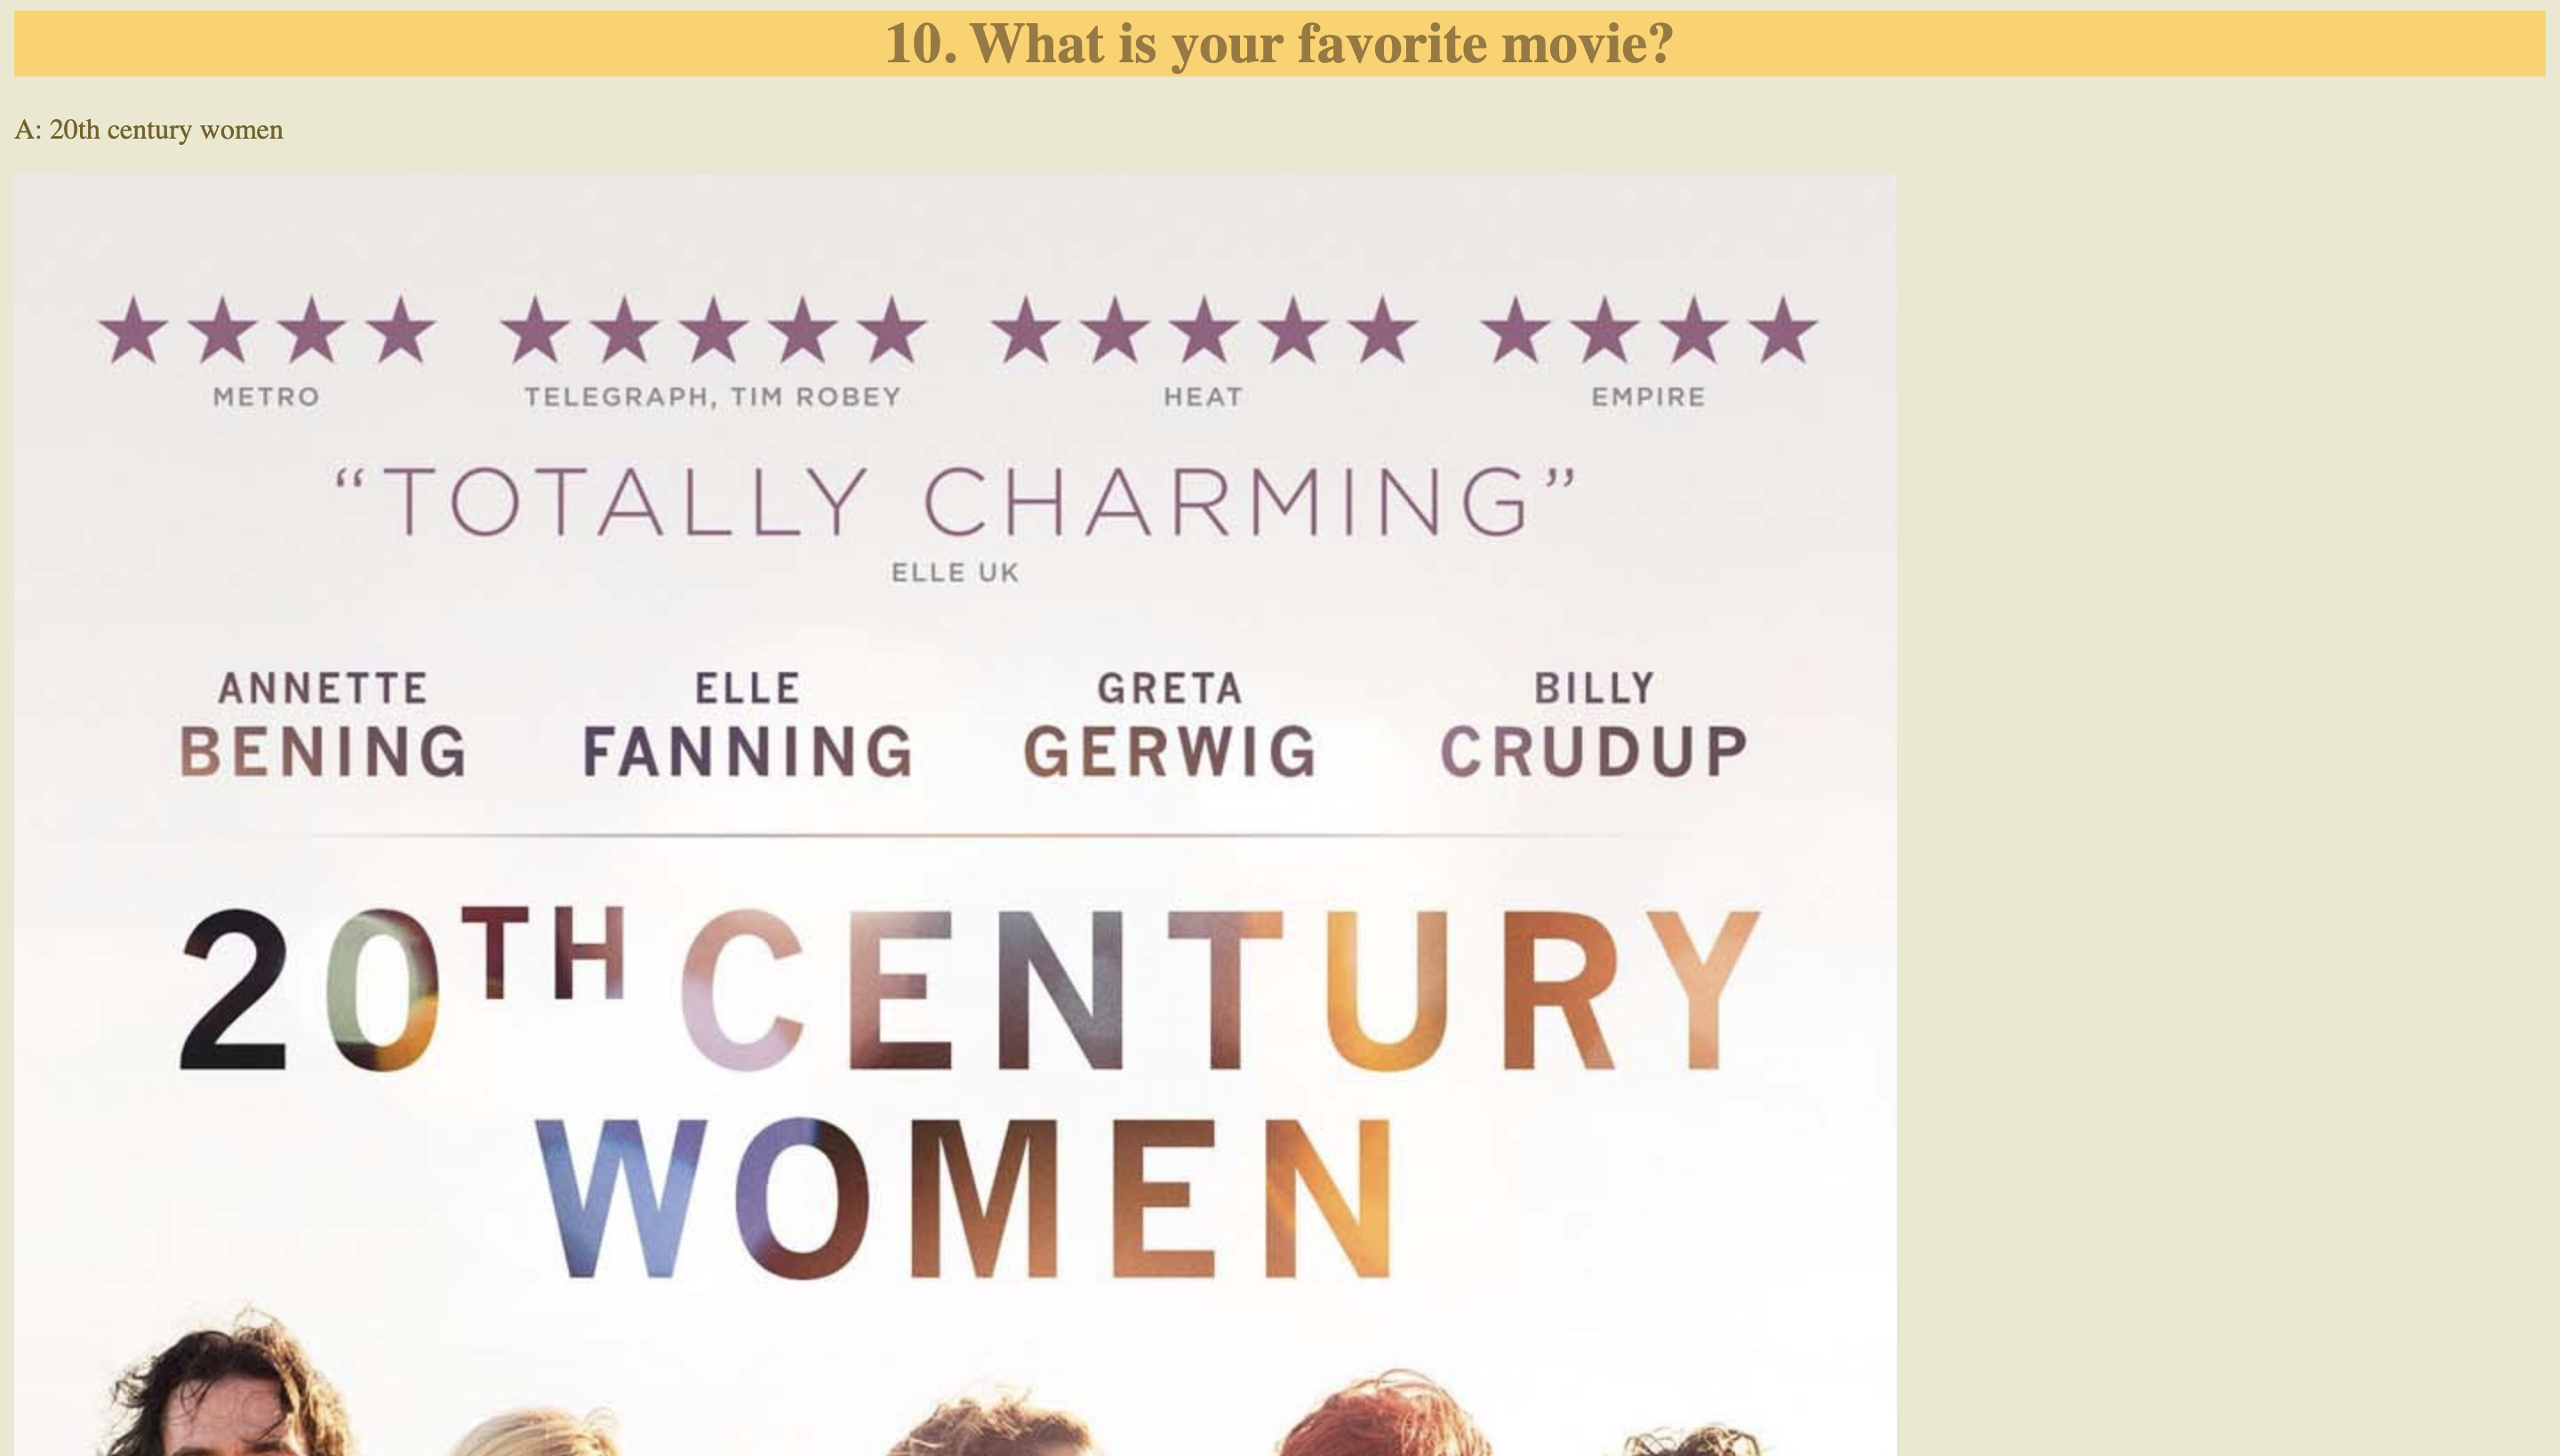 10. What is your favorite movie?
A: 20th century women
METRO TELEGRAPH, TIM ROBEY HEAT EMPIRE
“TOTALLY CHARMING”
ELLE UK
ANNETTE ELLE GRETA BILLY
BENING FANNING GERWIG CRUDUP
20TH CENTURY
WOMEN